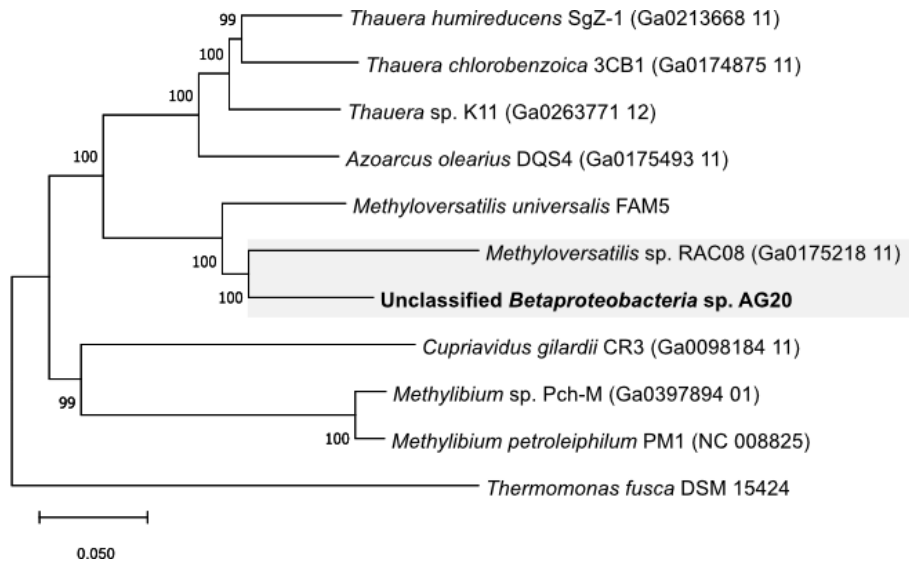 99
Thauera humireducens SgZ-1 (Ga0213668 11)
100
Thauera chlorobenzoica 3CB1 (Ga0174875 11)
100
Thauera sp. K11 (Ga0263771 12)
100
Azoarcus olearius DQS4 (Ga0175493 11)
Methyloversatilis universalis FAM5
100
Methyloversatilis sp. RAC08 (Ga0175218 11)
100
Unclassified Betaproteobacteria sp. AG20
Cupriavidus gilardii CR3 (Ga0098184 11)
99
Methylibium sp. Pch-M (Ga0397894 01)
100
Methylibium petroleiphilum PM1 (NC 008825)
Thermomonas fusca DSM 15424
0.050